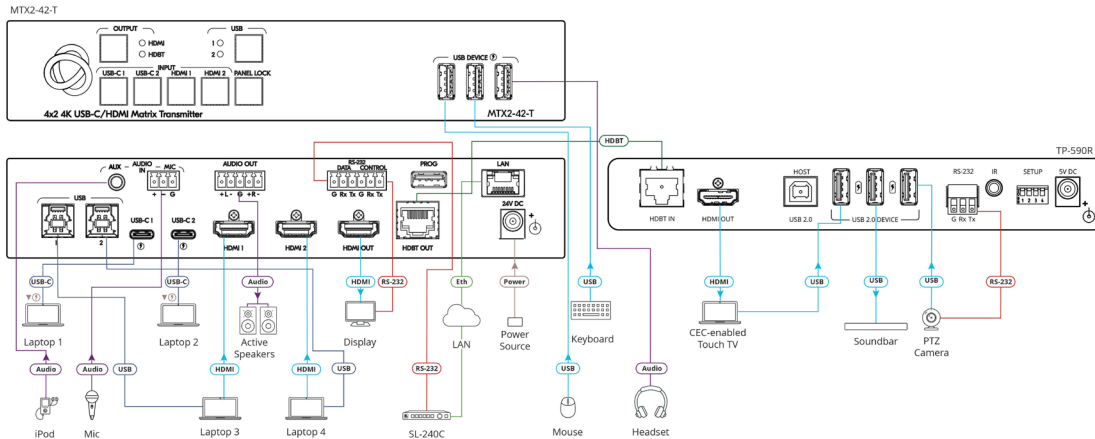 MTX2-42-T
OUTPUT
HDMI
HDBT
USB
1
2
INPUT
USB-C 1 USB-C 2 HDMI 1 HDMI 2 PANEL LOCK
USB DEVICE
4x2 4K USB-C/HDMI Matrix Transmitter
MTX2-42-T
HDBT
TP-590R
AUX AUDIO IN MIC
+ - G
AUDIO OUT
+ L - G + R -
RS-232
DATA CONTROL
G Rx Tx G Rx Tx
PROG
LAN
24V DC
USB
1
2
USB-C 1
USB-C 2
HDMI 1
HDMI 2
HDMI OUT
HDBT OUT
HDBT IN
HDMI OUT
HOST
USB 2.0
USB 2.0 DEVICE
RS-232
G Rx Tx
IR
SETUP
1 2 3 4
5V DC
USB-C
USB-C
Audio
HDMI
RS-232
Eth
Power
USB
HDMI
USB
USB
USB
RS-232
Laptop 1
Laptop 2
Active
Speakers
Display
LAN
Power
Source
Keyboard
CEC-enabled
Touch TV
Soundbar
PTZ
Camera
Audio
Audio
USB
HDMI
HDMI
USB
RS-232
USB
Audio
iPod
Mic
Laptop 3
Laptop 4
SL-240C
Mouse
Headset